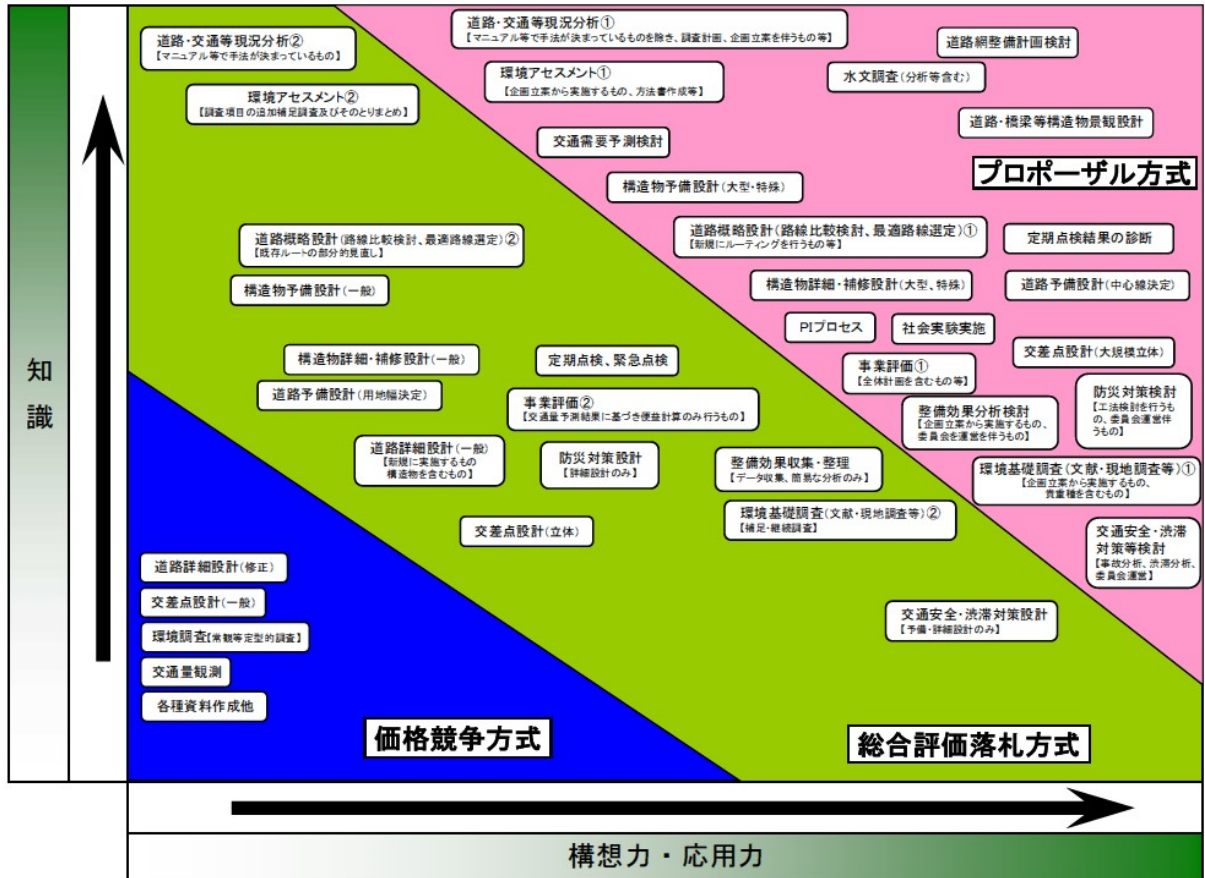 道路・交通等現況分析①
【マニュアル等で手法が決まっているものを除き、調査計画、企画立案を伴うもの等】
道路・交通等現況分析②
【マニュアル等で手法が決まっているもの】
道路網整備計画検討
環境アセスメント①
【企画立案から実施するもの、方法書作成等】
水文調査(分析等含む)
環境アセスメント②
【調査項目の追加補足調査及びそのとりまとめ】
道路・橋梁等構造物景観設計
交通需要予測検討
プロポーザル方式
構造物予備設計(大型・特殊)
道路概略設計(路線比較検討、最適路線選定)①
【新規にルーティングを行うもの等】
定期点検結果の診断
道路概略設計(路線比較検討、最適路線選定)②
【既存ルートの部分的見直し】
構造物予備設計(一般)
構造物詳細・補修設計(大型、特殊)
道路予備設計(中心線決定)
PIプロセス
社会実験実施
構造物詳細・補修設計(一般)
定期点検、緊急点検
交差点設計(大規模立体)
事業評価①
【全体計画を含むもの等】
道路予備設計(用地幅決定)
事業評価②
【交通量予測結果に基づき便益計算のみ行うもの】
整備効果分析検討
【企画立案から実施するもの、
委員会を運営を伴うもの】
防災対策検討
【工法検討を行うも
の、委員会運営伴
うもの】
道路詳細設計(一般)
【新規に実施するもの
構造物を含むもの】
防災対策設計
【詳細設計のみ】
整備効果収集・整理
【データ収集、簡易な分析のみ】
環境基礎調査(文献・現地調査等)①
【企画立案から実施するもの、
貴重種を含むもの】
環境基礎調査(文献・現地調査等)②
【補足・継続調査】
交差点設計(立体)
交通安全・渋滞
対策等検討
【事故分析、渋滞分析、
委員会運営】
道路詳細設計(修正)
交差点設計(一般)
環境調査【常観等定型的調査】
交通量観測
各種資料作成他
交通安全・渋滞対策設計
【予備・詳細設計のみ】
価格競争方式
総合評価落札方式
知
識
構想力・応用力